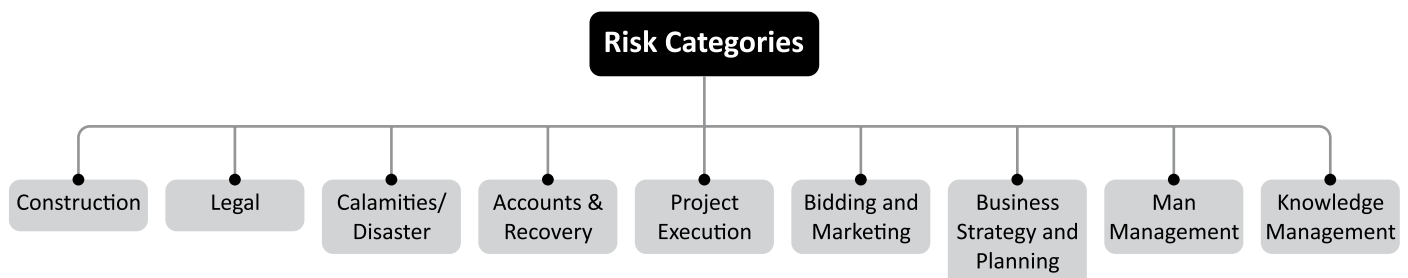 Risk Categories
Construction
Legal
Calamities/
Disaster
Accounts &
Recovery
Project
Execution
Bidding and
Marketing
Business
Strategy and
Planning
Man
Management
Knowledge
Management